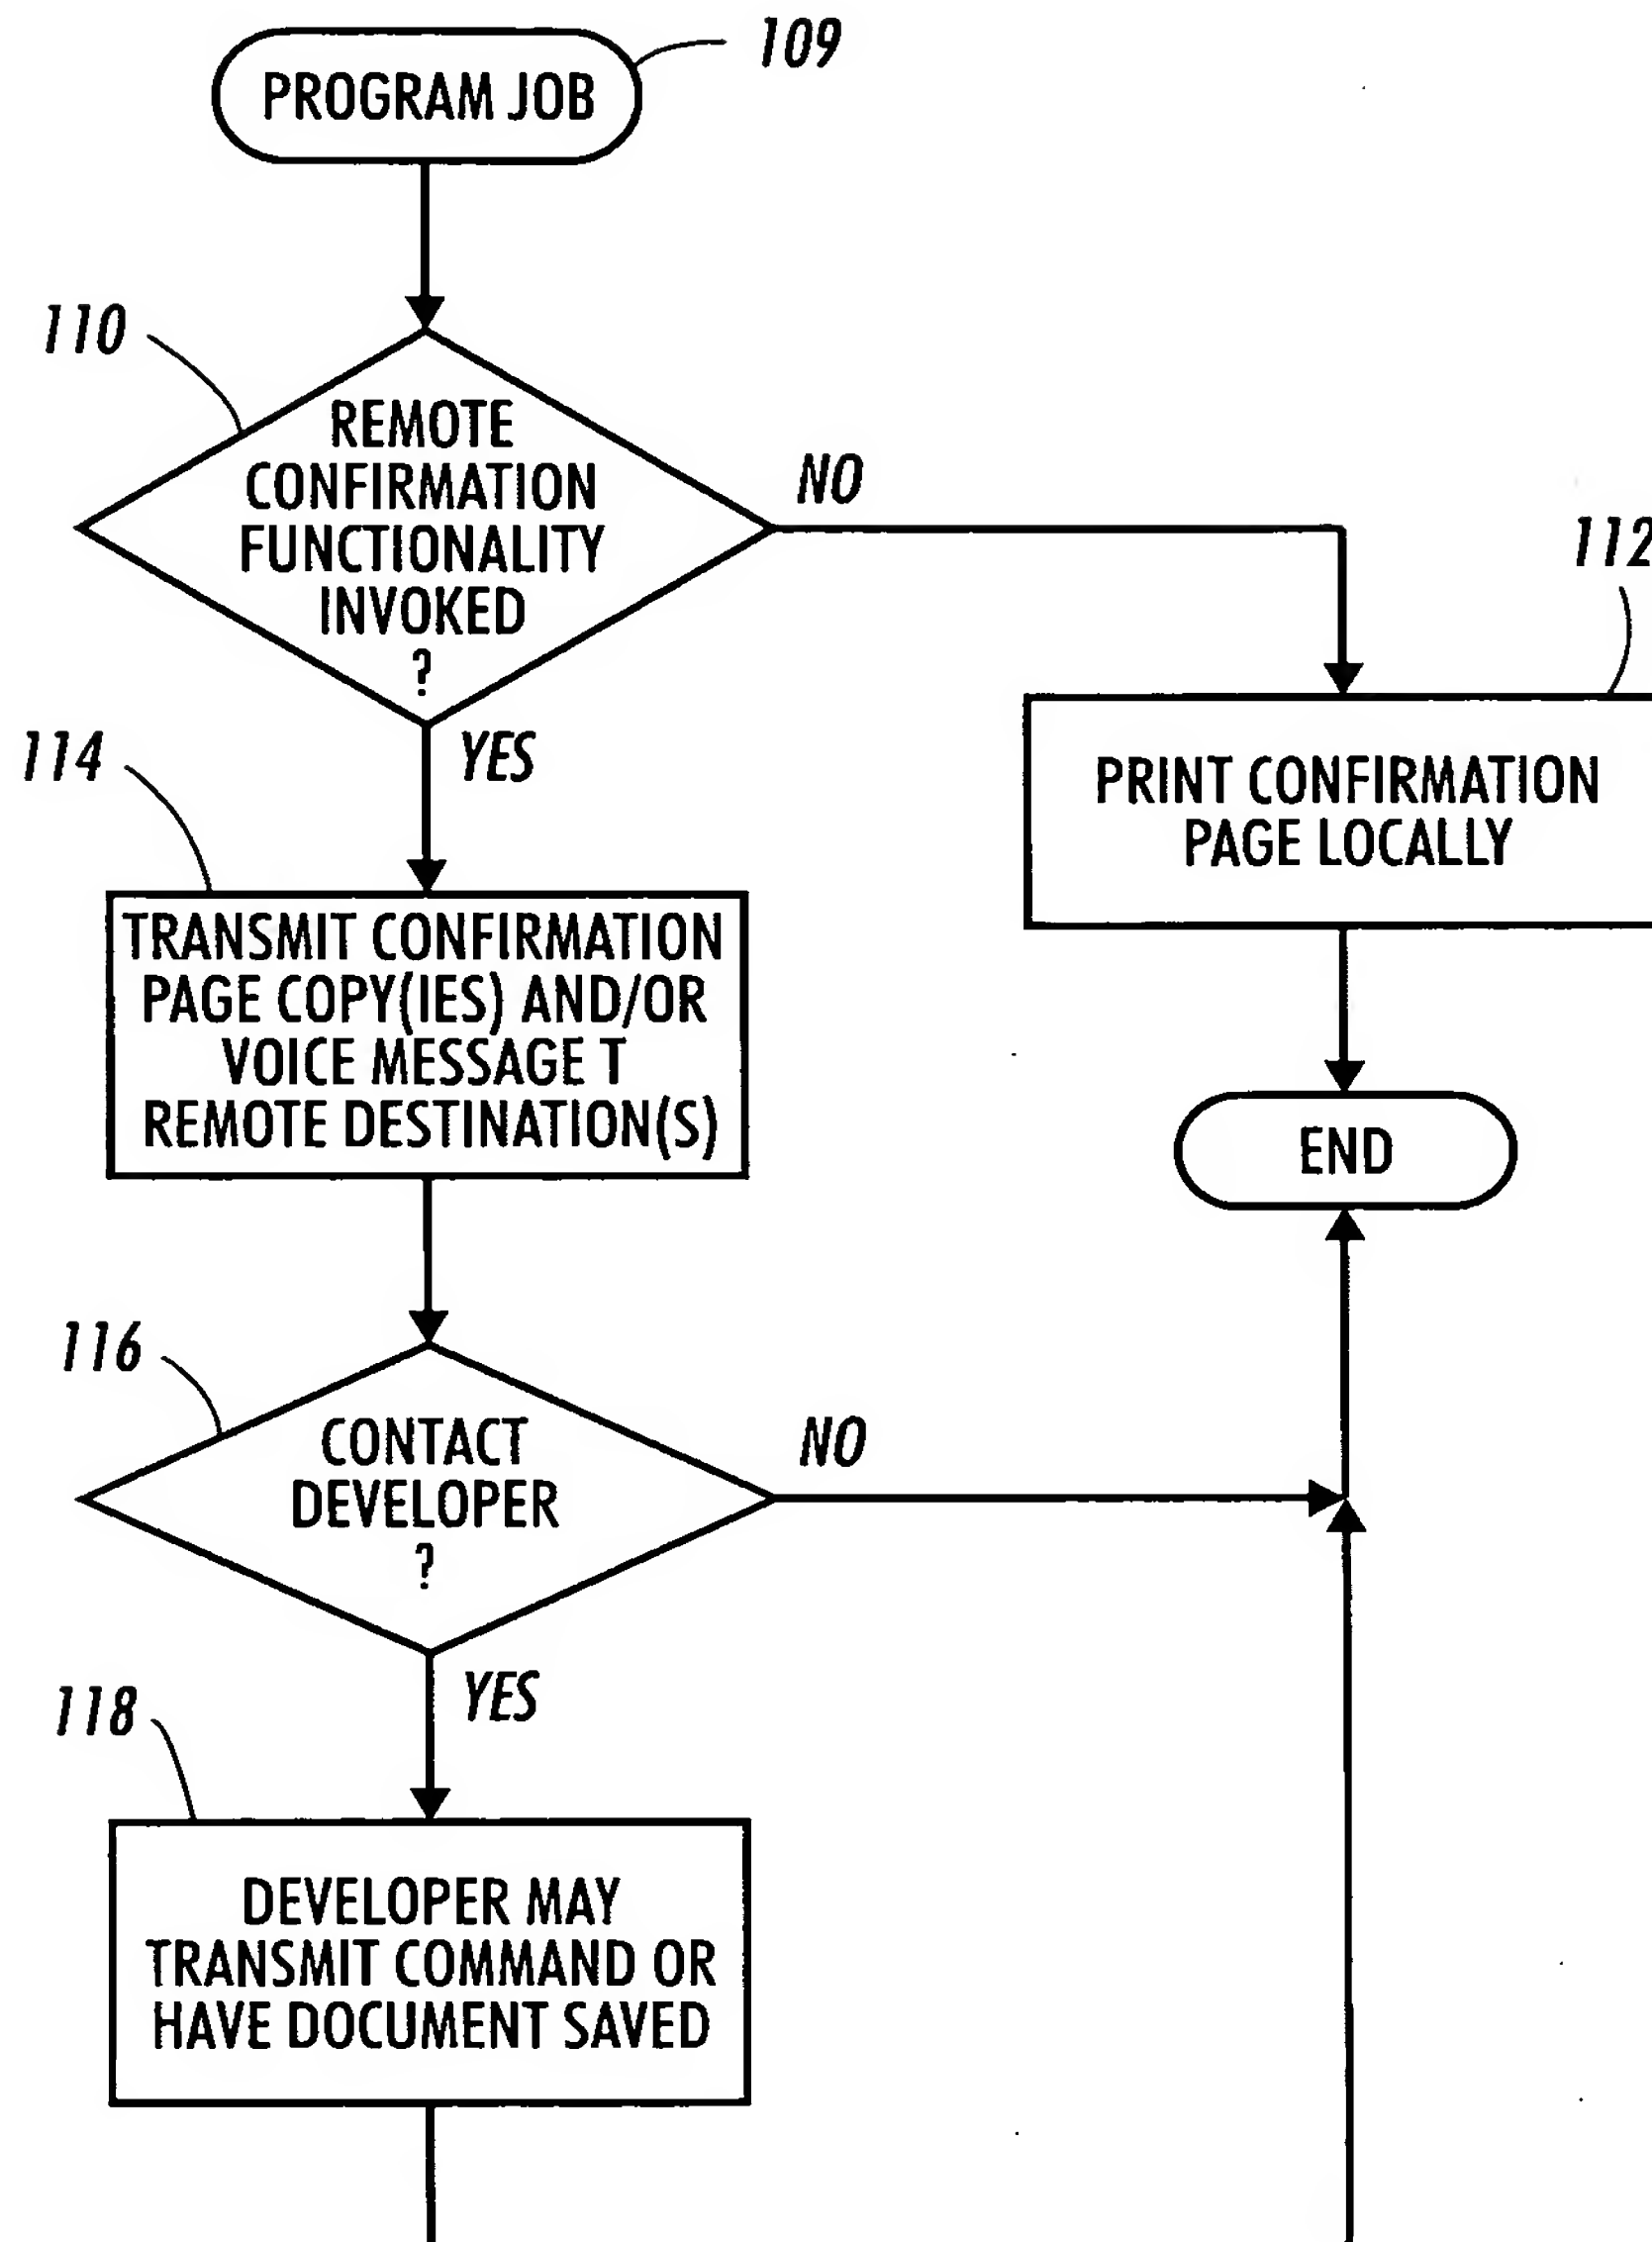 109
PROGRAM JOB
110
REMOTE
CONFIRMATION
FUNCTIONALITY
INVOKED
?
NO
112
YES
114
PRINT CONFIRMATION
PAGE LOCALLY
TRANSMIT CONFIRMATION
PAGE COPY(IES) AND/OR
VOICE MESSAGE T
REMOTE DESTINATION(S)
END
116
CONTACT
DEVELOPER
?
NO
YES
118
DEVELOPER MAY
TRANSMIT COMMAND OR
HAVE DOCUMENT SAVED